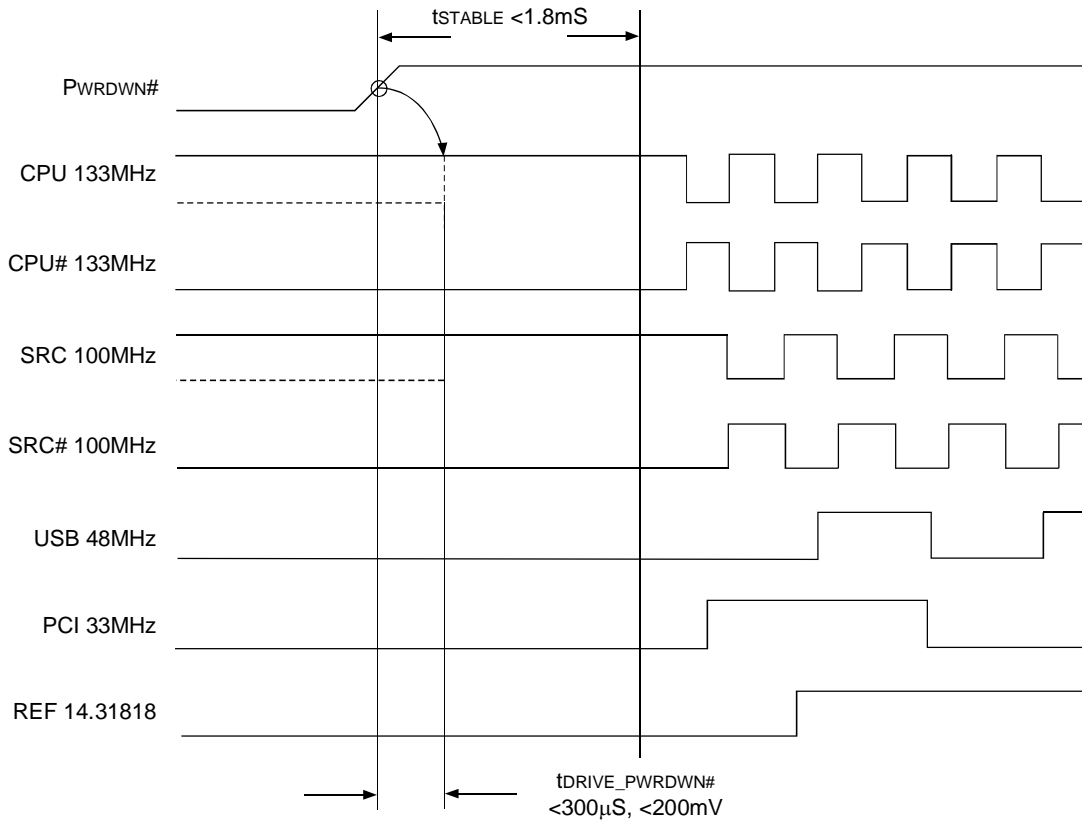 tSTABLE <1.8mS
PWRDWN#
CPU 133MHz
CPU# 133MHz
SRC 100MHz
SRC# 100MHz
USB 48MHz
PCI 33MHz
REF 14.31818
tDRIVE_PWRDWN#
<300μS, <200mV